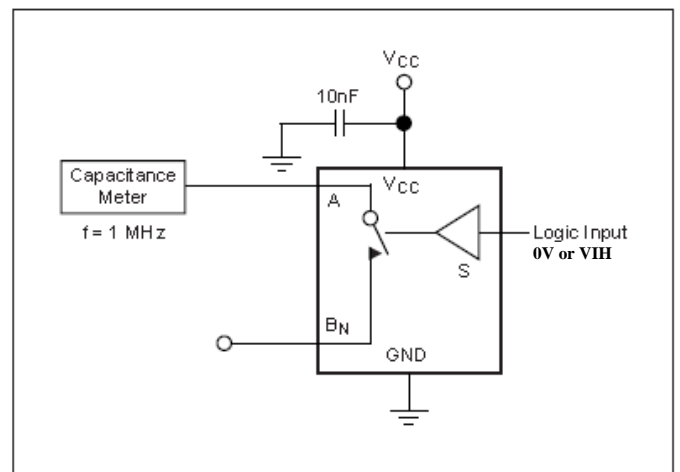 VCC
10nF
Capacitance
Meter
f = 1 MHz
VCC
A
Logic Input
0V or VIH
S
BN
GND